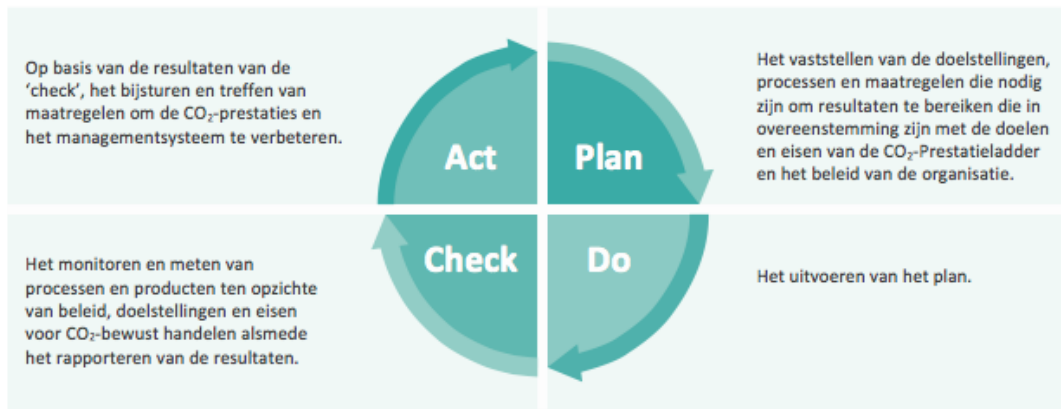 Op basis van de resultaten van de
‘check’, het bijsturen en treffen van
maatregelen om de CO₂-prestaties en
het managementsysteem te verbeteren.
Act
Plan
Het vaststellen van de doelstellingen,
processen en maatregelen die nodig
zijn om resultaten te bereiken die in
overeenstemming zijn met de doelen
en eisen van de CO₂-Prestatieladder
en het beleid van de organisatie.
Het monitoren en meten van
processen en producten ten opzichte
van beleid, doelstellingen en eisen
voor CO₂-bewust handelen alsmede
het rapporteren van de resultaten.
Check
Do
Het uitvoeren van het plan.